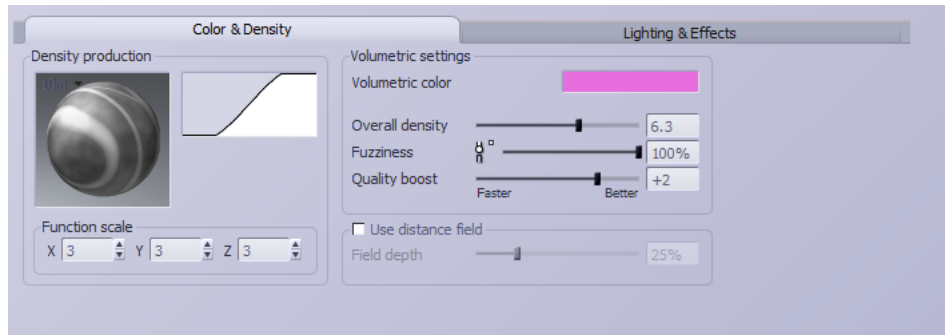 Color & Density
Lighting & Effects
Density production
10m
Function scale
X 3 Y 3 Z 3
Volumetric settings
Volumetric color
Overall density 6.3
Fuzziness 100%
Quality boost +2
Faster Better
Use distance field
Field depth 25%